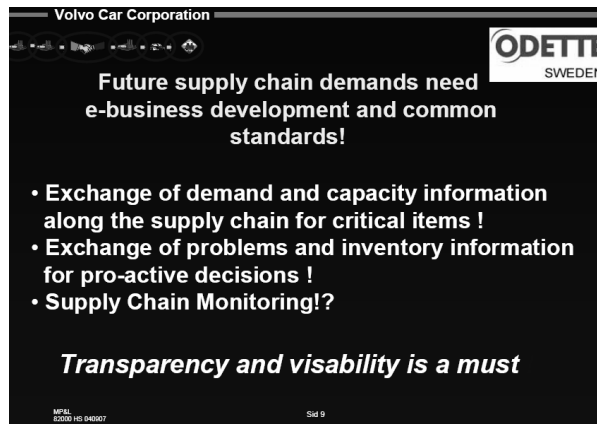 Volvo Car Corporation
ODETTE
SWEDEN
Future supply chain demands need
e-business development and common
standards!
• Exchange of demand and capacity information
along the supply chain for critical items !
• Exchange of problems and inventory information
for pro-active decisions !
• Supply Chain Monitoring!?
Transparency and visability is a must
MP&L
82000 HS 040907
Sid 9